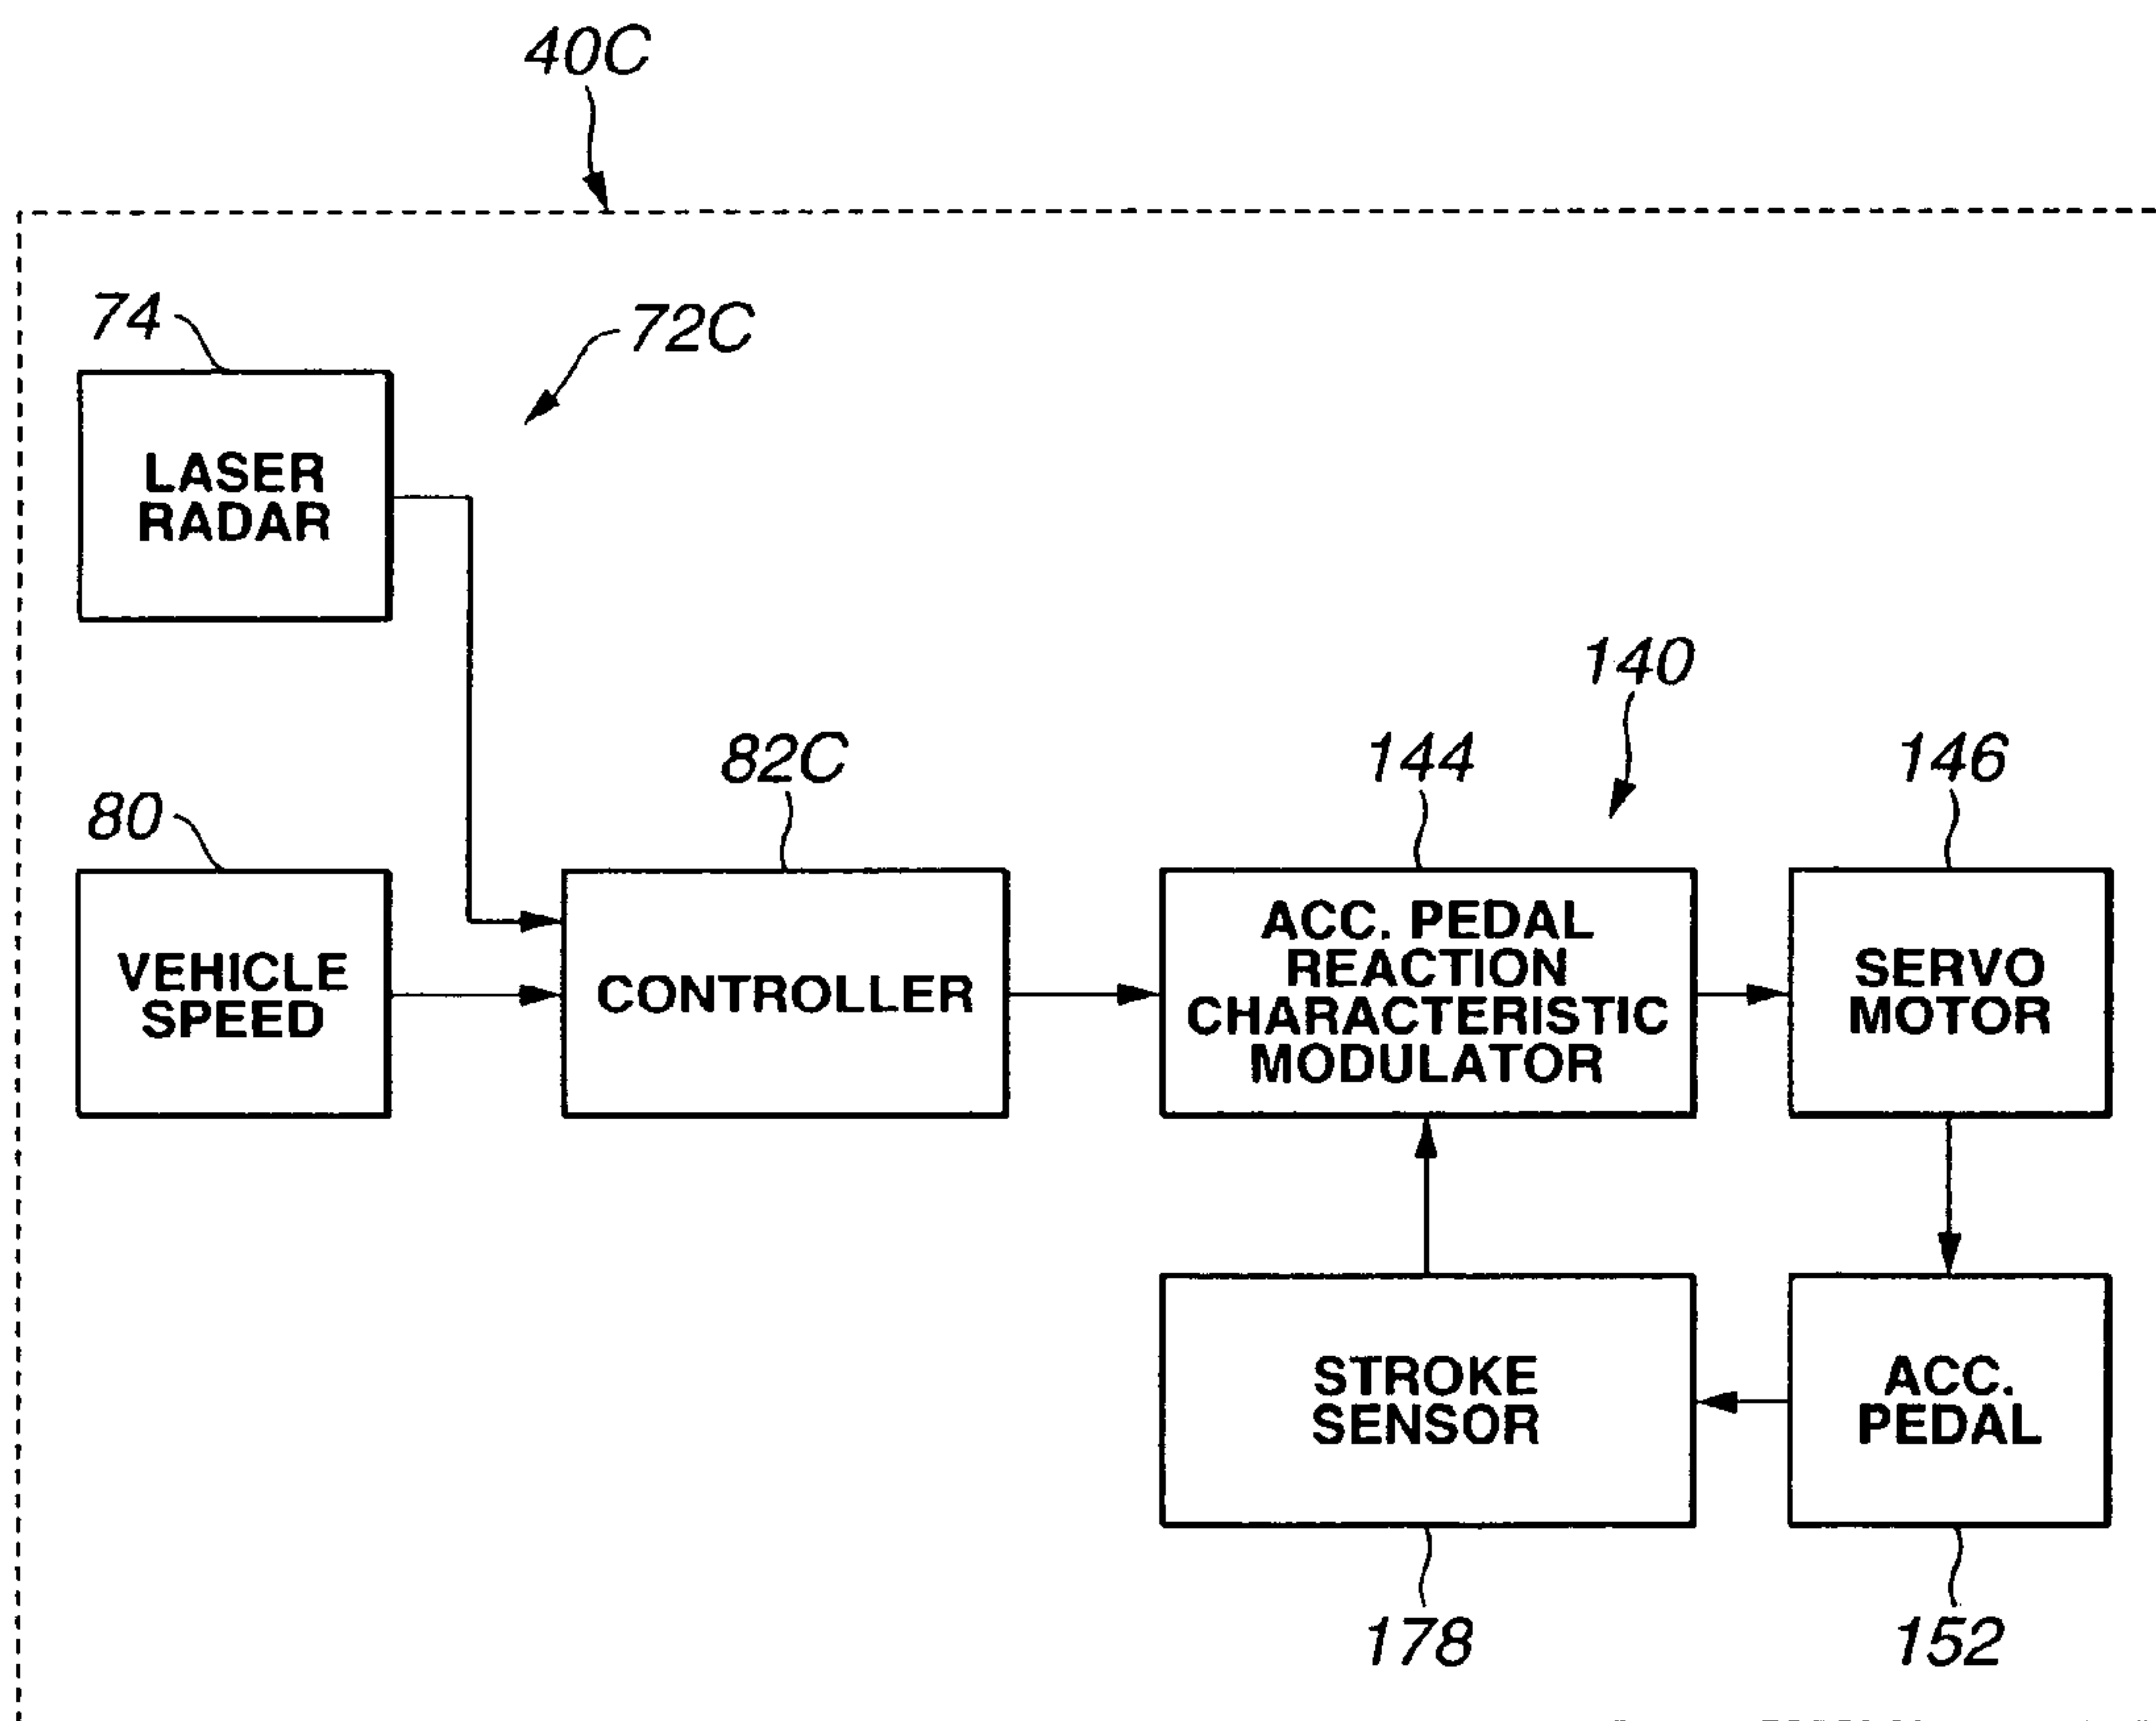 40C
74
72C
LASER
RADAR
140
82C
144
146
80
VEHICLE
SPEED
CONTROLLER
ACC. PEDAL
REACTION
CHARACTERISTIC
MODULATOR
SERVO
MOTOR
STROKE
SENSOR
ACC.
PEDAL
178
152